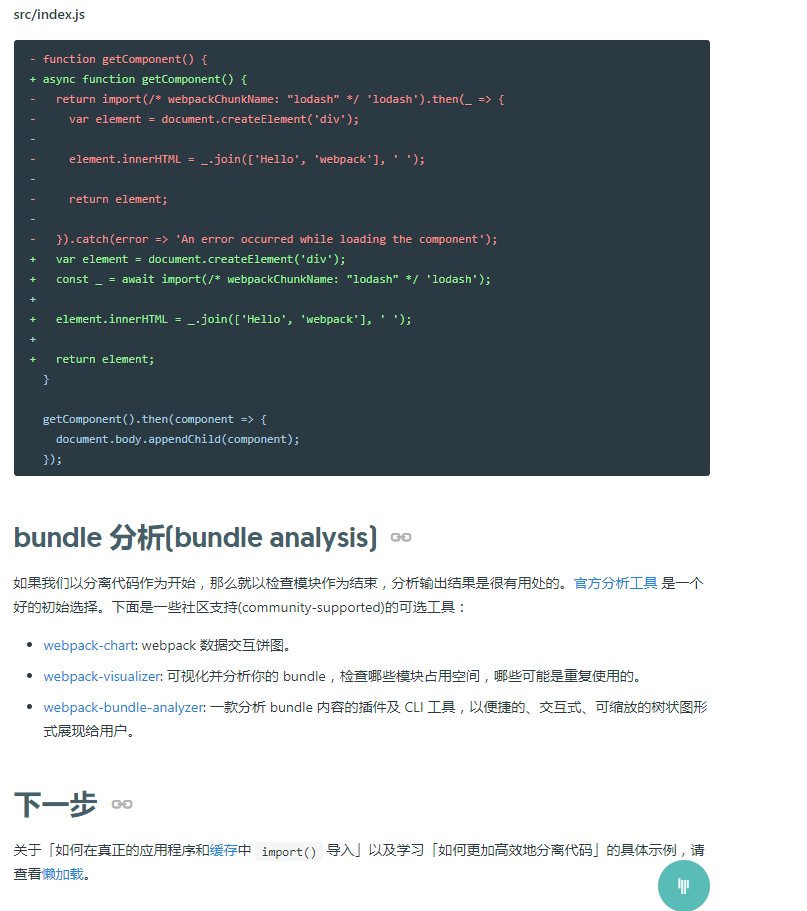 src/index.js
- function getComponent() {
+ async function getComponent() {
-   return import(/* webpackChunkName: "lodash" */ 'lodash').then(_ => {
-     var element = document.createElement('div');
-
-     element.innerHTML = _.join(['Hello', 'webpack'], ' ');
-
-     return element;
-
-   }).catch(error => 'An error occurred while loading the component');
+   var element = document.createElement('div');
+   const _ = await import(/* webpackChunkName: "lodash" */ 'lodash');
+
+   element.innerHTML = _.join(['Hello', 'webpack'], ' ');
+
+   return element;
  }

  getComponent().then(component => {
    document.body.appendChild(component);
  });
bundle 分析(bundle analysis)
如果我们以分离代码作为开始，那么就以检查模块作为结束，分析输出结果是很有用处的。官方分析工具 是一个
好的初始选择。下面是一些社区支持(community-supported)的可选工具：
• webpack-chart: webpack 数据交互饼图。
• webpack-visualizer: 可视化并分析你的 bundle，检查哪些模块占用空间，哪些可能是重复使用的。
• webpack-bundle-analyzer: 一款分析 bundle 内容的插件及 CLI 工具，以便捷的、交互式、可缩放的树状图形
式展现给用户。
下一步
关于「如何在真正的应用程序和缓存中 import() 导入」以及学习「如何更加高效地分离代码」的具体示例，请
查看懒加载。